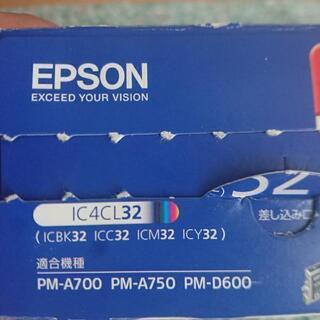 EPSON
EXCEED YOUR VISION
32
IC4CL32
差し込み口
(ICBK32 ICC32 ICM32 ICY32)
適合機種
PM-A700 PM-A750 PM-D600